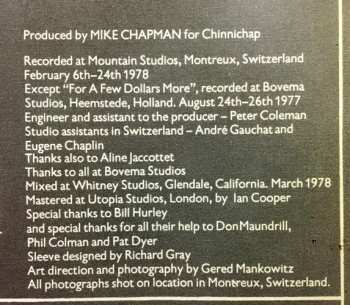 Produced by MIKE CHAPMAN for Chinnichap
Recorded at Mountain Studios, Montreux, Switzerland
February 6th–24th 1978
Except “For A Few Dollars More”, recorded at Bovema
Studios, Heemstede, Holland. August 24th–26th 1977
Engineer and assistant to the producer – Peter Coleman
Studio assistants in Switzerland – André Gauchat and
Eugene Chaplin
Thanks also to Aline Jaccottet
Thanks to all at Bovema Studios
Mixed at Whitney Studios, Glendale, California. March 1978
Mastered at Utopia Studios, London, by Ian Cooper
Special thanks to Bill Hurley
and special thanks for all their help to Don Maundrill,
Phil Colman and Pat Dyer
Sleeve designed by Richard Gray
Art direction and photography by Gered Mankowitz
All photographs shot on location in Montreux, Switzerland.